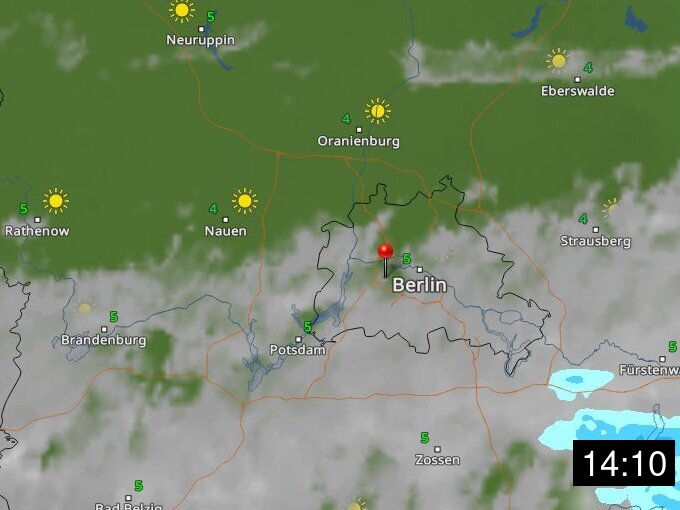 5
Neuruppin
4
Eberswalde
4
Oranienburg
5
Rathenow
4
Nauen
4
Strausberg
5
Berlin
5
Brandenburg
5
Potsdam
5
Fürstenwa
5
Zossen
14:10
5
Bad Belzig